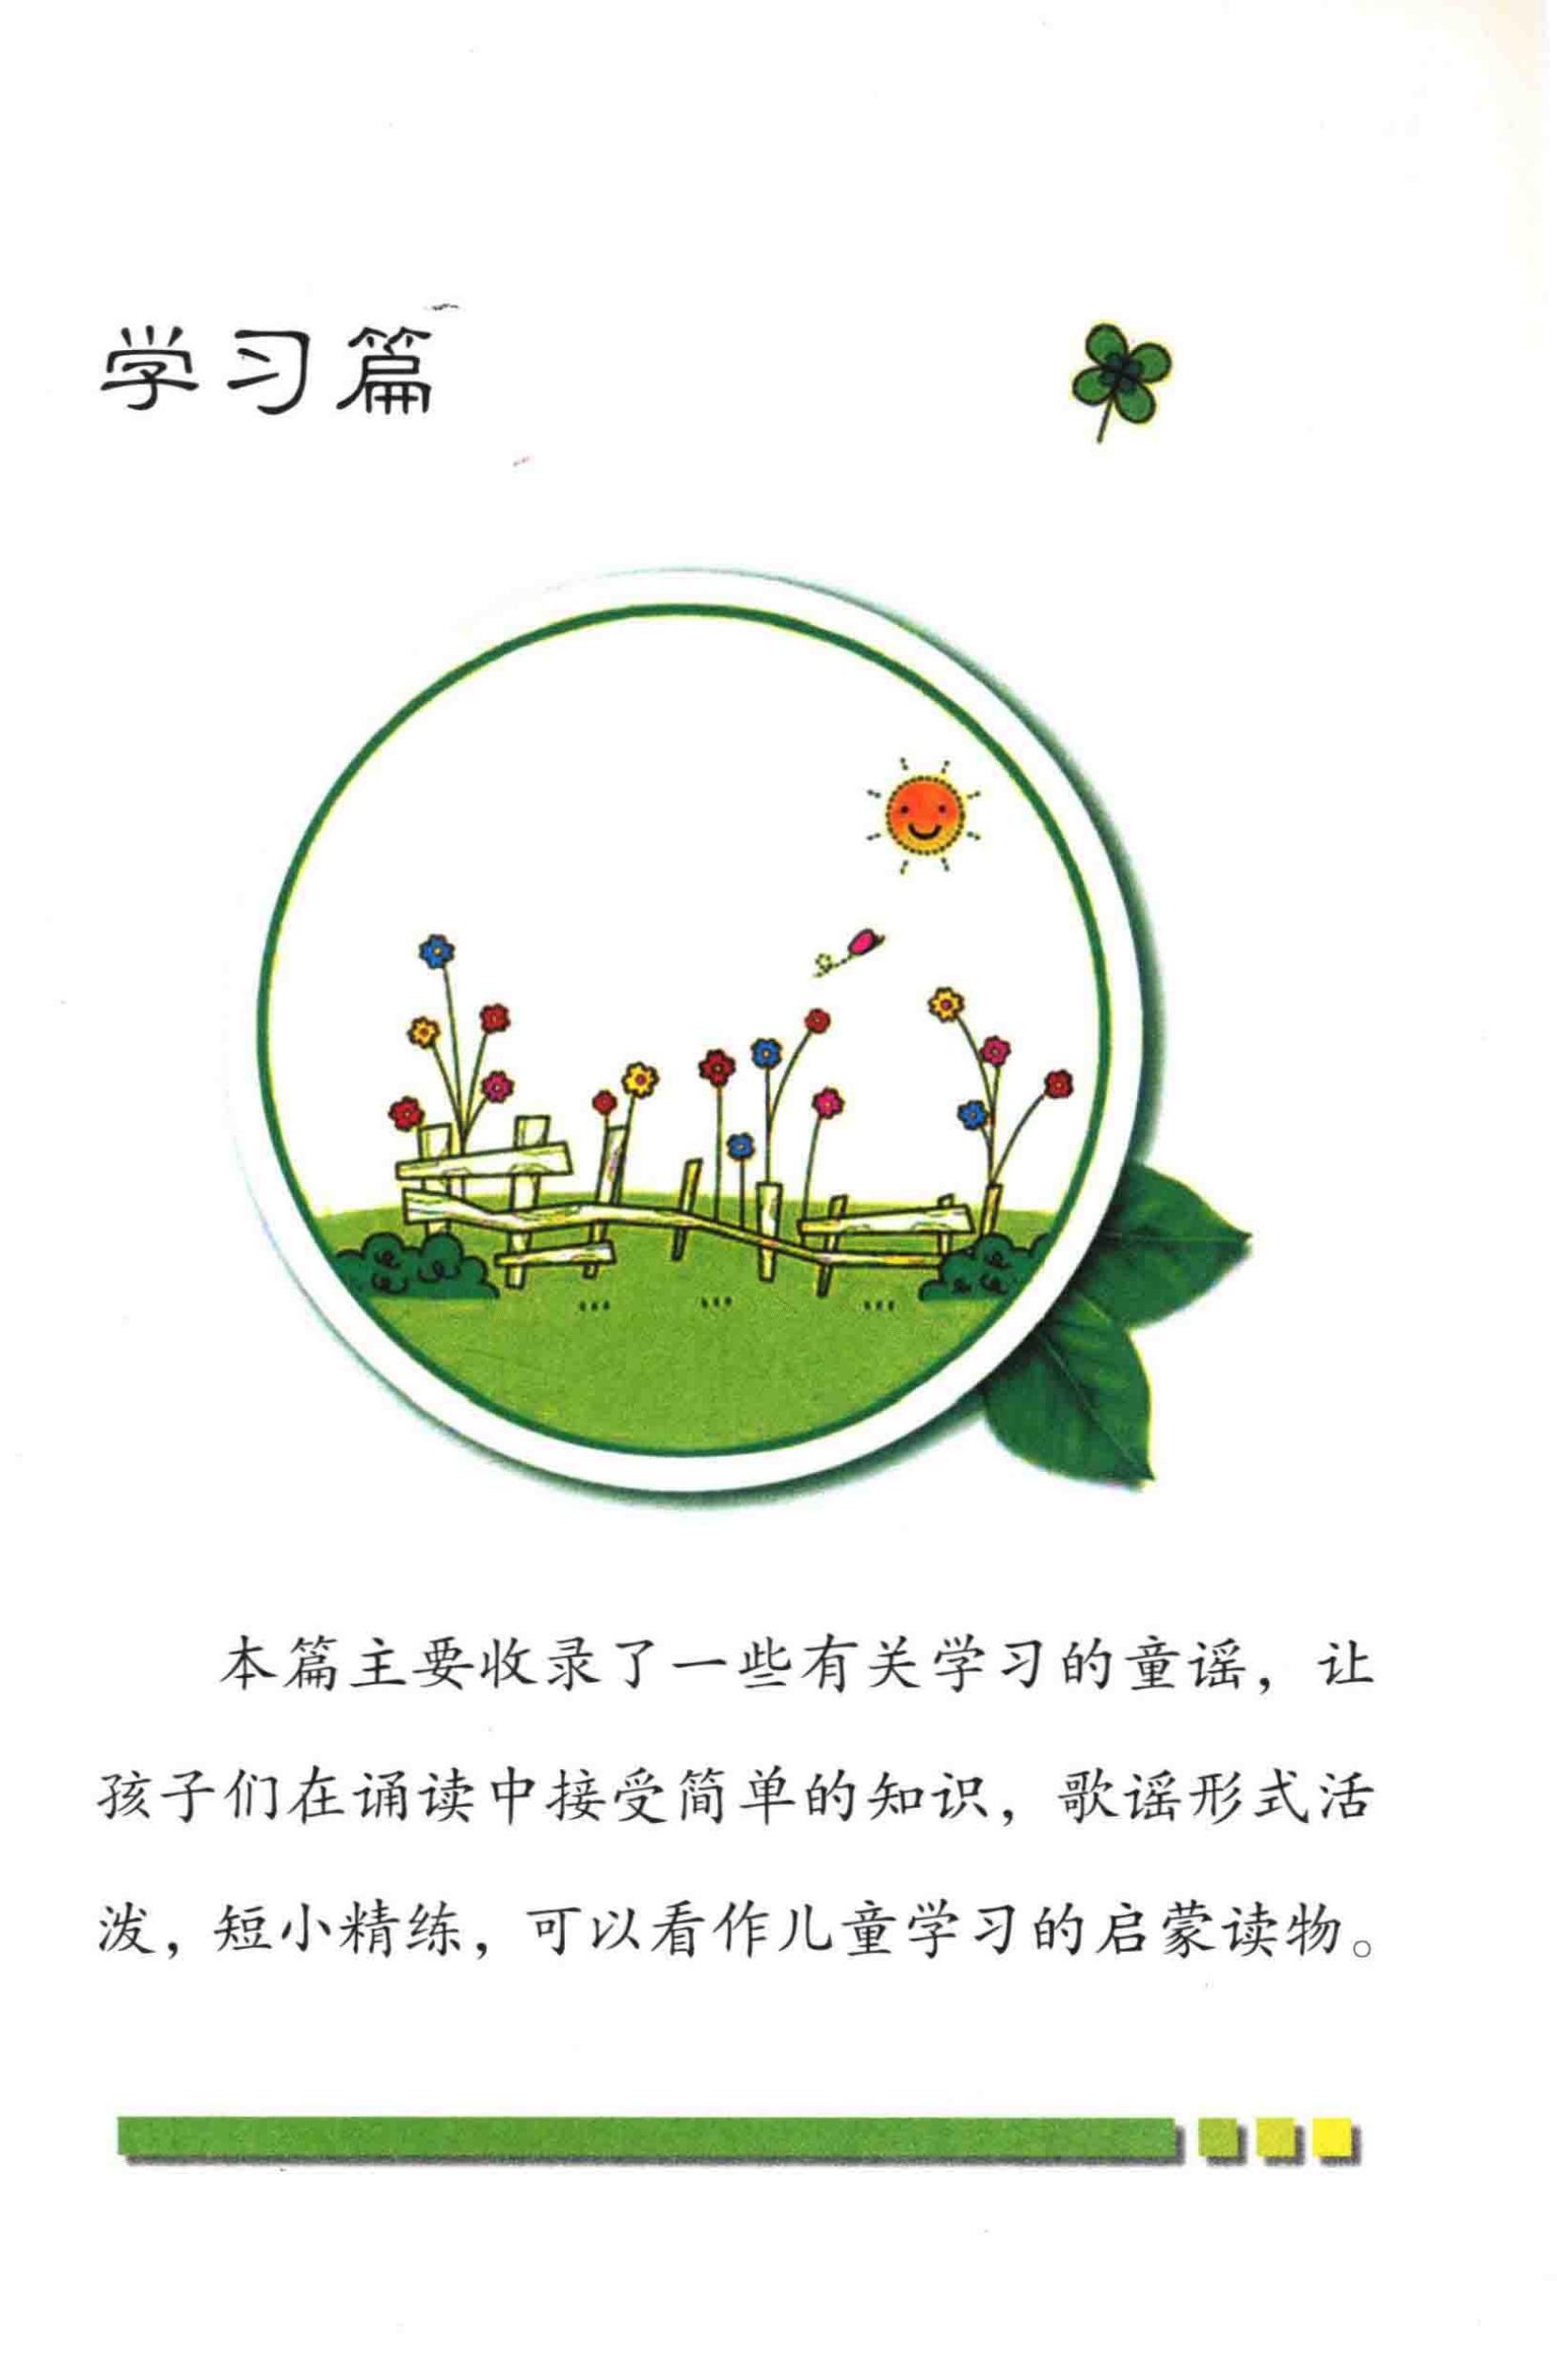 学习篇
本篇主要收录了一些有关学习的童谣，让
孩子们在诵读中接受简单的知识，歌谣形式活
泼，短小精练，可以看作儿童学习的启蒙读物。